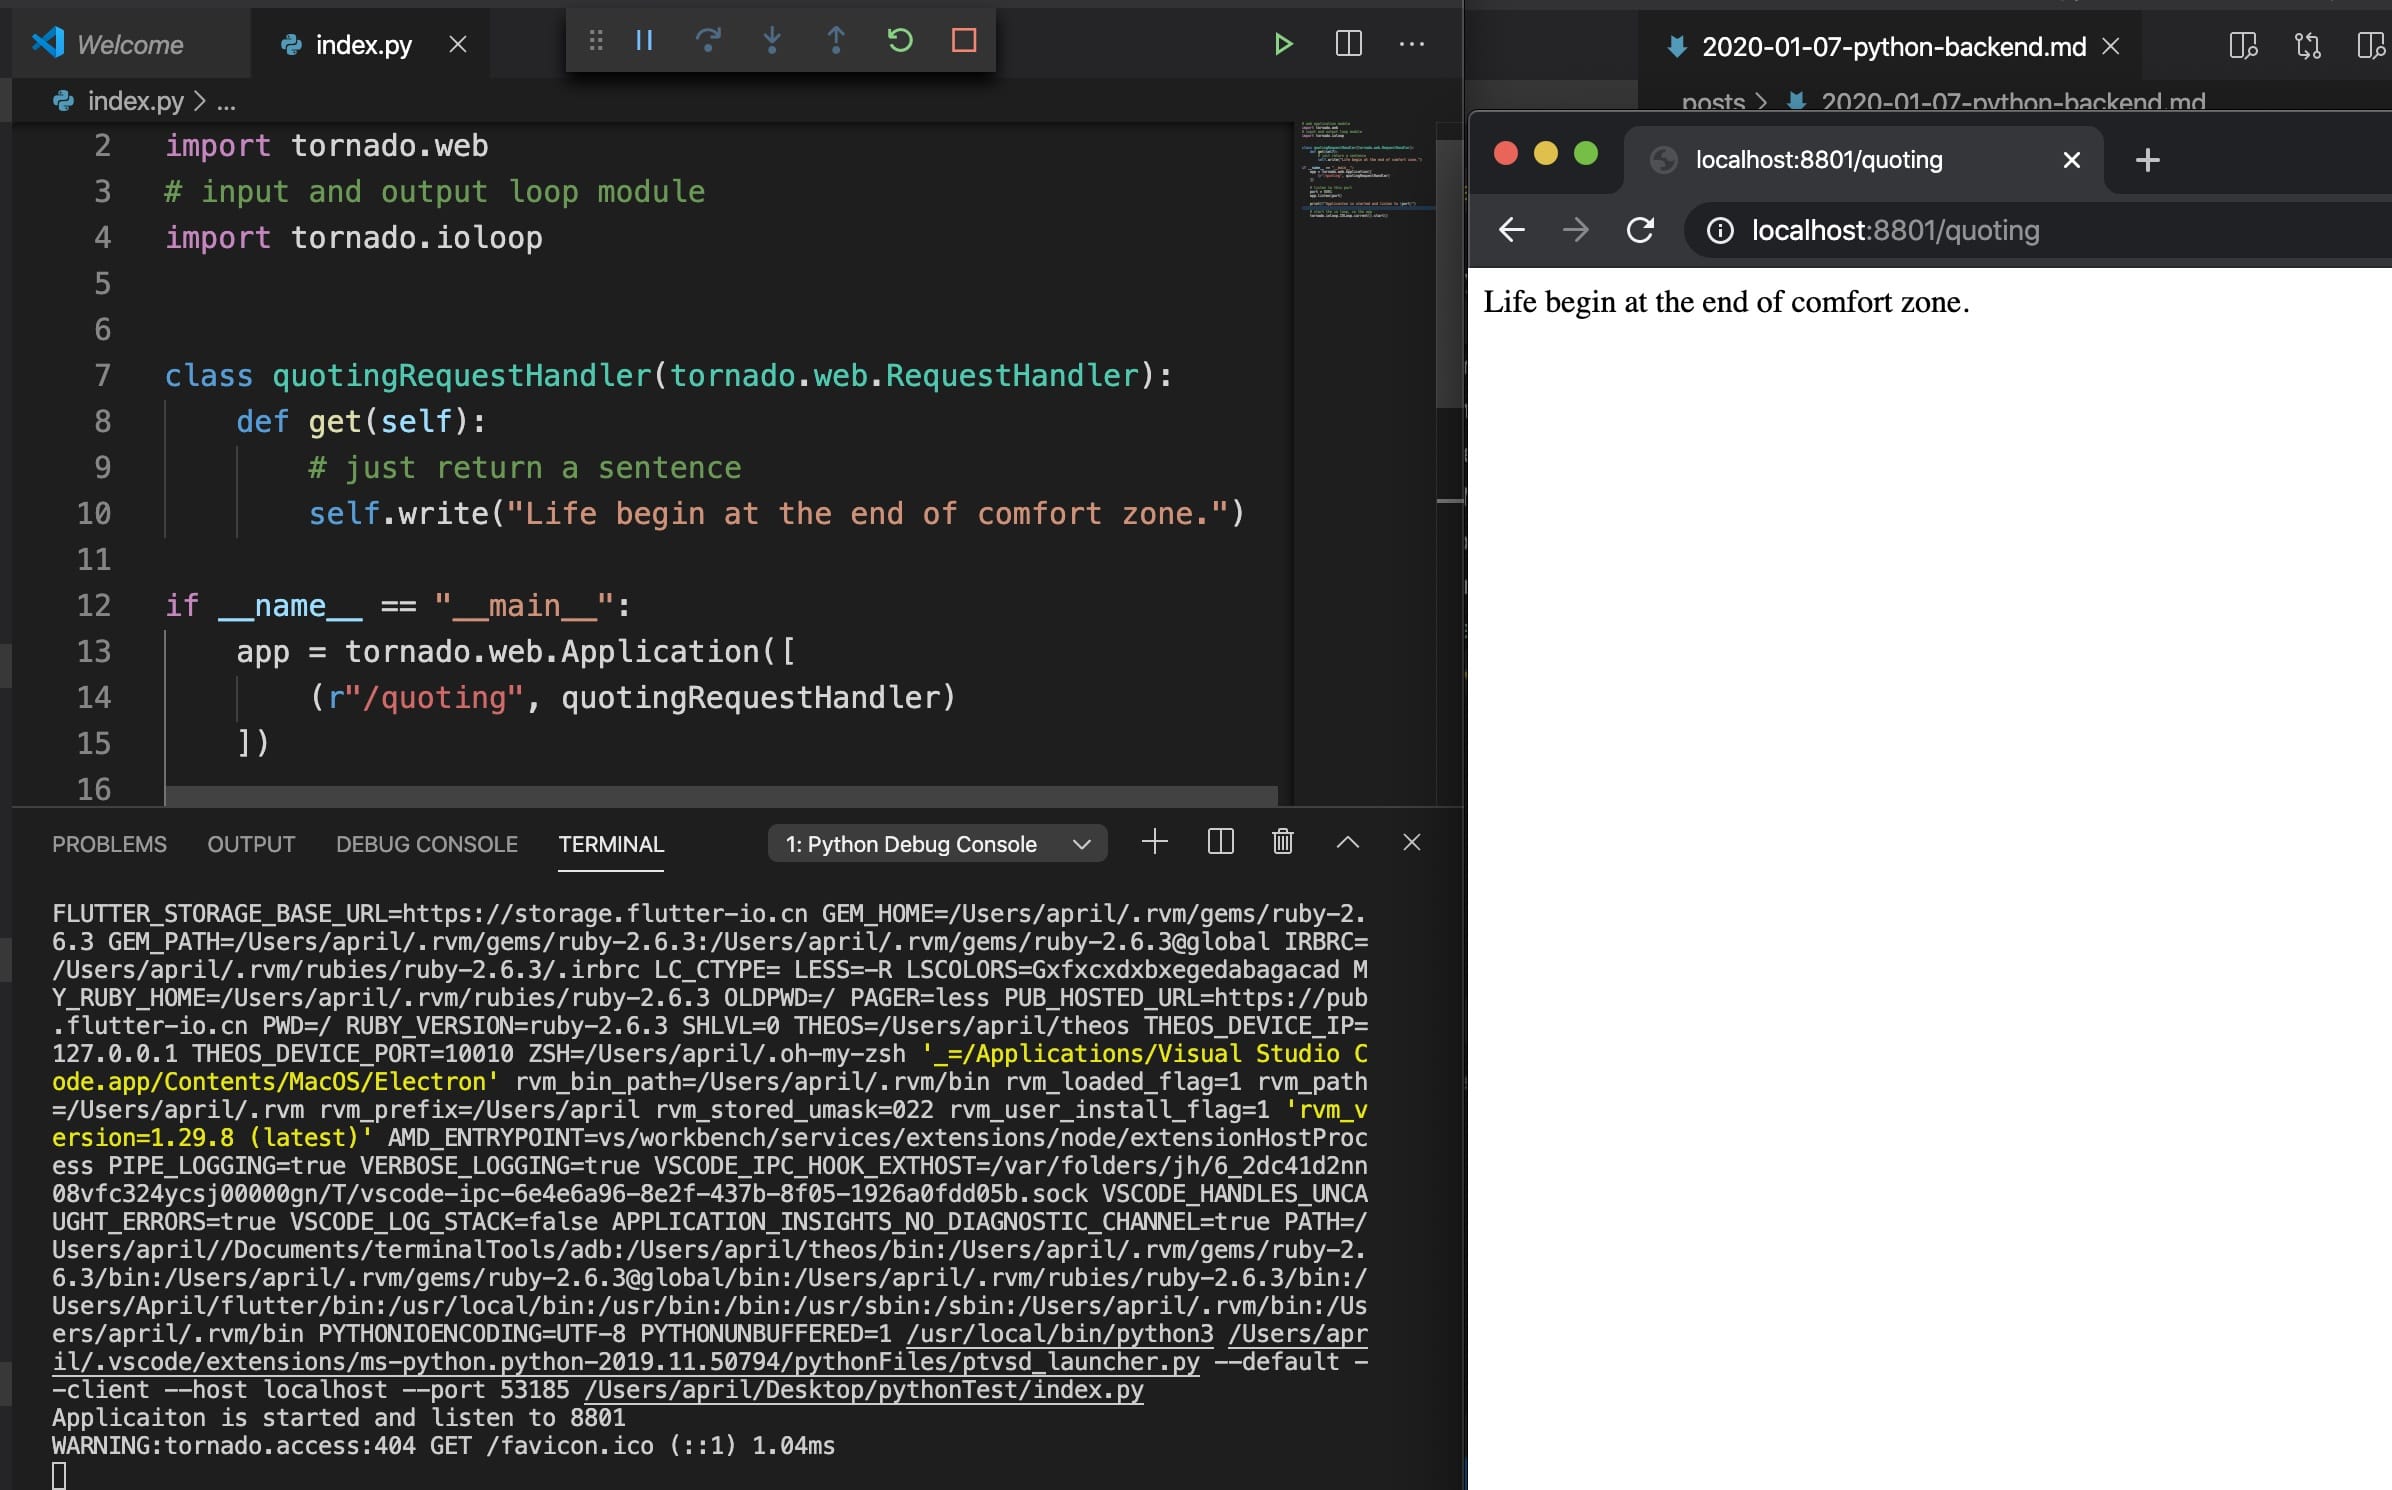 Welcome
index.py
index.py > ...
2 import tornado.web
3 # input and output loop module
4 import tornado.ioloop
5
6
7 class quotingRequestHandler(tornado.web.RequestHandler):
8 def get(self):
9 # just return a sentence
10 self.write("Life begin at the end of comfort zone.")
11
12 if __name__ == "__main__":
13 app = tornado.web.Application([
14 (r"/quoting", quotingRequestHandler)
15 ])
16
PROBLEMS OUTPUT DEBUG CONSOLE TERMINAL 1: Python Debug Console
FLUTTER_STORAGE_BASE_URL=https://storage.flutter-io.cn GEM_HOME=/Users/april/.rvm/gems/ruby-2.
6.3 GEM_PATH=/Users/april/.rvm/gems/ruby-2.6.3:/Users/april/.rvm/gems/ruby-2.6.3@global IRBRC=
/Users/april/.rvm/rubies/ruby-2.6.3/.irbrc LC_CTYPE= LESS=-R LSCOLORS=Gxfxcxdxbxegedabagacad M
Y_RUBY_HOME=/Users/april/.rvm/rubies/ruby-2.6.3 OLDPWD=/ PAGER=less PUB_HOSTED_URL=https://pub
.flutter-io.cn PWD=/ RUBY_VERSION=ruby-2.6.3 SHLVL=0 THEOS=/Users/april/theos THEOS_DEVICE_IP=
127.0.0.1 THEOS_DEVICE_PORT=10010 ZSH=/Users/april/.oh-my-zsh '_=/Applications/Visual Studio C
ode.app/Contents/MacOS/Electron' rvm_bin_path=/Users/april/.rvm/bin rvm_loaded_flag=1 rvm_path
=/Users/april/.rvm rvm_prefix=/Users/april rvm_stored_umask=022 rvm_user_install_flag=1 'rvm_v
ersion=1.29.8 (latest)' AMD_ENTRYPOINT=vs/workbench/services/extensions/node/extensionHostProc
ess PIPE_LOGGING=true VERBOSE_LOGGING=true VSCODE_IPC_HOOK_EXTHOST=/var/folders/jh/6_2dc41d2nn
08vfc324ycsj00000gn/T/vscode-ipc-6e4e6a96-8e2f-437b-8f05-1926a0fdd05b.sock VSCODE_HANDLES_UNCA
UGHT_ERRORS=true VSCODE_LOG_STACK=false APPLICATION_INSIGHTS_NO_DIAGNOSTIC_CHANNEL=true PATH=/
Users/april//Documents/terminalTools/adb:/Users/april/theos/bin:/Users/april/.rvm/gems/ruby-2.
6.3/bin:/Users/april/.rvm/gems/ruby-2.6.3@global/bin:/Users/april/.rvm/rubies/ruby-2.6.3/bin:/
Users/April/flutter/bin:/usr/local/bin:/usr/bin:/bin:/usr/sbin:/sbin:/Users/april/.rvm/bin:/Us
ers/april/.rvm/bin PYTHONIOENCODING=UTF-8 PYTHONUNBUFFERED=1 /usr/local/bin/python3 /Users/apr
il/.vscode/extensions/ms-python.python-2019.11.50794/pythonFiles/ptvsd_launcher.py --default -
-client --host localhost --port 53185 /Users/april/Desktop/pythonTest/index.py
Applicaiton is started and listen to 8801
WARNING:tornado.access:404 GET /favicon.ico (::1) 1.04ms
2020-01-07-python-backend.md
posts > 2020-01-07-python-backend.md
localhost:8801/quoting
localhost:8801/quoting
Life begin at the end of comfort zone.